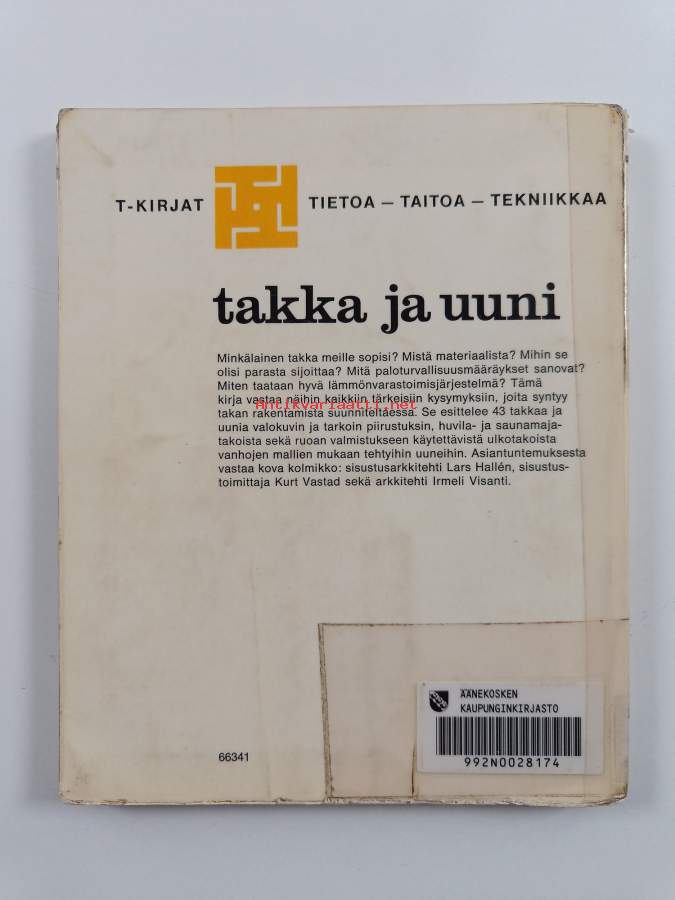 T-KIRJAT TIETOA — TAITOA — TEKNIIKKAA
takka ja uuni
Minkälainen takka meille sopisi? Mistä materiaalista? Mihin se
olisi parasta sijoittaa? Mitä paloturvallisuusmääräykset sanovat?
Miten taataan hyvä lämmönvarastoimisjärjestelmä? Tämä
kirja vastaa näihin kaikkiin tärkeisiin kysymyksiin, joita syntyy
Antikvariaatti.net
takan rakentamista suunniteltaessa. Se esittelee 43 takkaa ja
uunia valokuvin ja tarkoin piirustuksin, huvila- ja saunamaja-
takoista sekä ruoan valmistukseen käytettävistä ulkotakoista
vanhojen mallien mukaan tehtyihin uuneihin. Asiantuntemuksesta
vastaa kova kolmikko: sisustusarkkitehti Lars Hallén, sisustus-
toimittaja Kurt Vastad sekä arkkitehti Irmeli Visanti.
ÄÄNEKOSKEN
KAUPUNGINKIRJASTO
992N0028174
66341